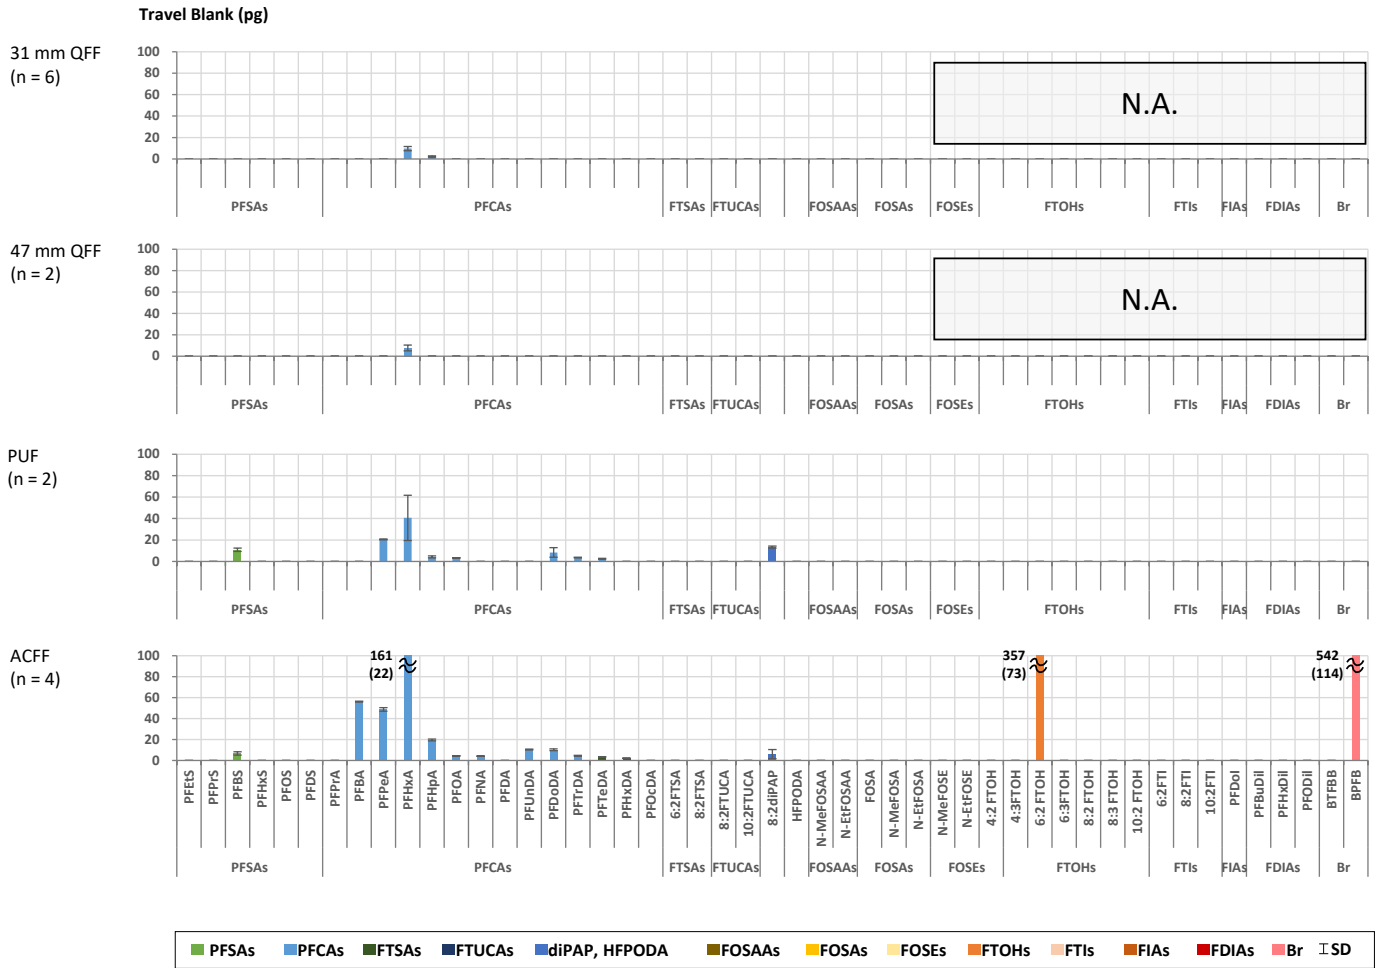 Travel Blank (pg)
31 mm QFF
(n = 6)
100
80
60
40
20
0
N.A.
PFSAs PFCAs FTSAs FTUCAs FOSAAs FOSAs FOSEs FTOHs FTIs FIAs FDIAs Br
47 mm QFF
(n = 2)
100
80
60
40
20
0
N.A.
PFSAs PFCAs FTSAs FTUCAs FOSAAs FOSAs FOSEs FTOHs FTIs FIAs FDIAs Br
PUF
(n = 2)
100
80
60
40
20
0
PFSAs PFCAs FTSAs FTUCAs FOSAAs FOSAs FOSEs FTOHs FTIs FIAs FDIAs Br
ACFF
(n = 4)
100
80
60
40
20
0
161
(22)
357
(73)
542
(114)
PFEtS
PFPrS
PFBS
PFHxS
PFOS
PFDS
PFPrA
PFBA
PFPeA
PFHxA
PFHpA
PFOA
PFNA
PFDA
PFUnDA
PFDoDA
PFTrDA
PFTeDA
PFHxDA
PFOcDA
6:2FTSA
8:2FTSA
8:2FTUCA
10:2FTUCA
8:2diPAP
HFPODA
N-MeFOSAA
N-EtFOSAA
FOSA
N-MeFOSA
N-EtFOSA
N-MeFOSE
N-EtFOSE
4:2 FTOH
4:3FTOH
6:2 FTOH
6:3FTOH
8:2 FTOH
8:3 FTOH
10:2 FTOH
6:2FTI
8:2FTI
10:2FTI
PFDoI
PFBuDiI
PFHxDiI
PFODiI
BTFBB
BPFB
PFSAs PFCAs FTSAs FTUCAs FOSAAs FOSAs FOSEs FTOHs FTIs FIAs FDIAs Br
PFSAs PFCAs FTSAs FTUCAs diPAP, HFPODA FOSAAs FOSAs FOSEs FTOHs FTIs FIAs FDIAs Br SD